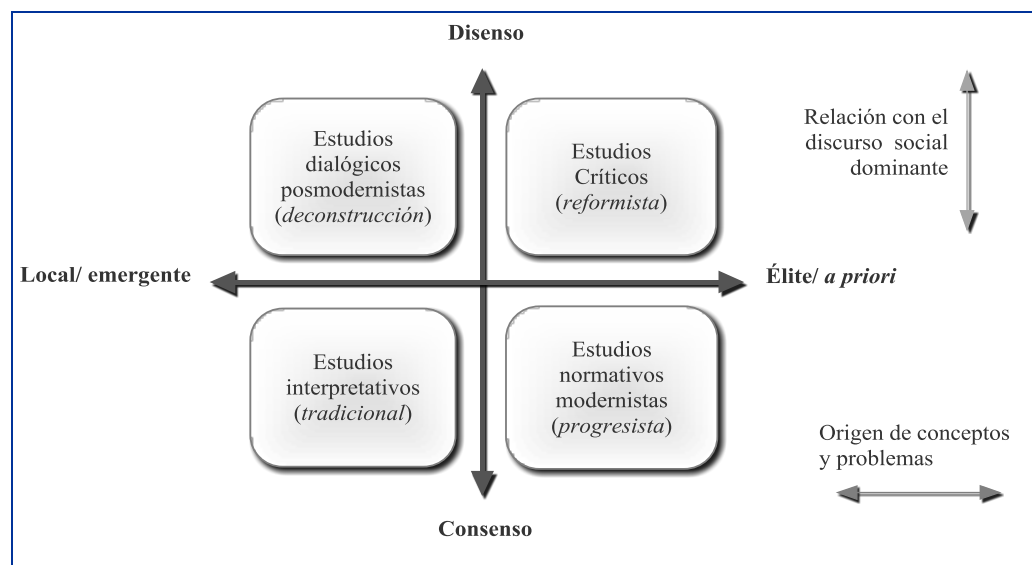 Disenso
Estudios
dialógicos
posmodernistas
(deconstrucción)
Estudios
Críticos
(reformista)
Relación con el
discurso social
dominante
Local/ emergente
Élite/ a priori
Estudios
interpretativos
(tradicional)
Estudios
normativos
modernistas
(progresista)
Origen de conceptos
y problemas
Consenso